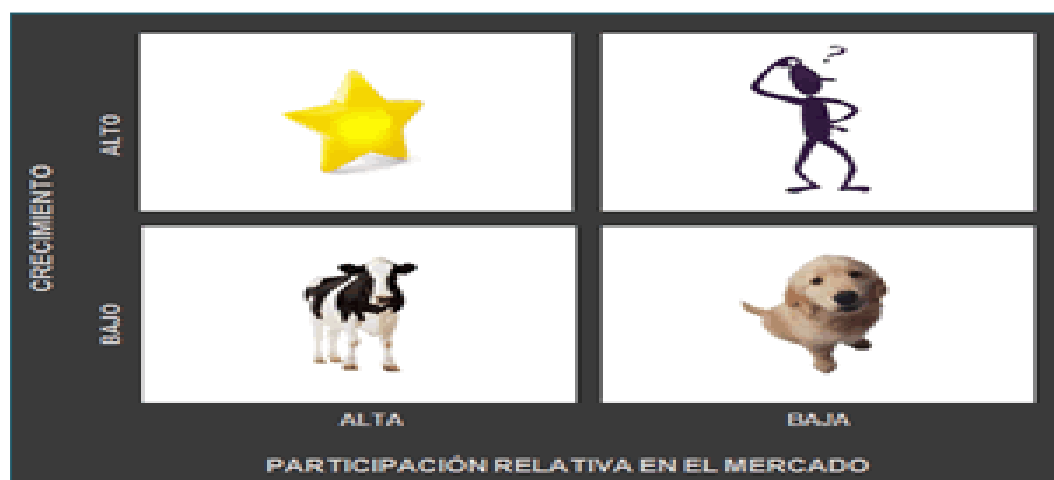 ?
CRECIMIENTO
ALTO
BAJO
ALTA
BAJA
PARTICIPACIÓN RELATIVA EN EL MERCADO